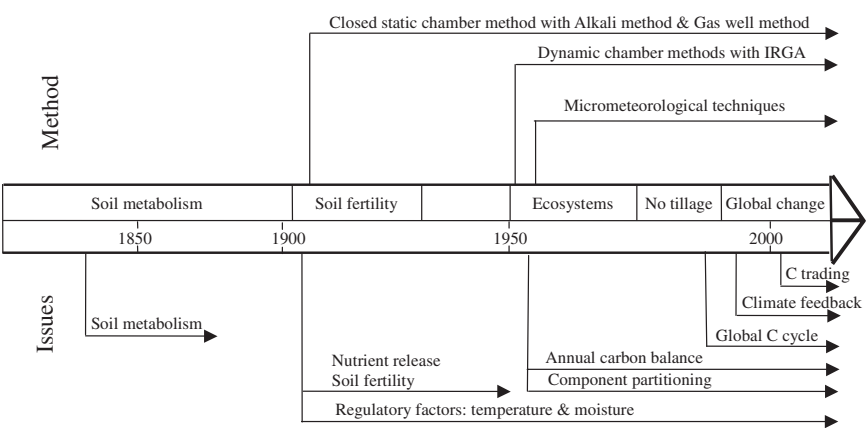 Closed static chamber method with Alkali method & Gas well method
Dynamic chamber methods with IRGA
Micrometeorological techniques
Method
Soil metabolism
Soil fertility
Ecosystems
No tillage
Global change
1850
1900
1950
2000
Issues
C trading
Climate feedback
Soil metabolism
Global C cycle
Nutrient release
Soil fertility
Annual carbon balance
Component partitioning
Regulatory factors: temperature & moisture